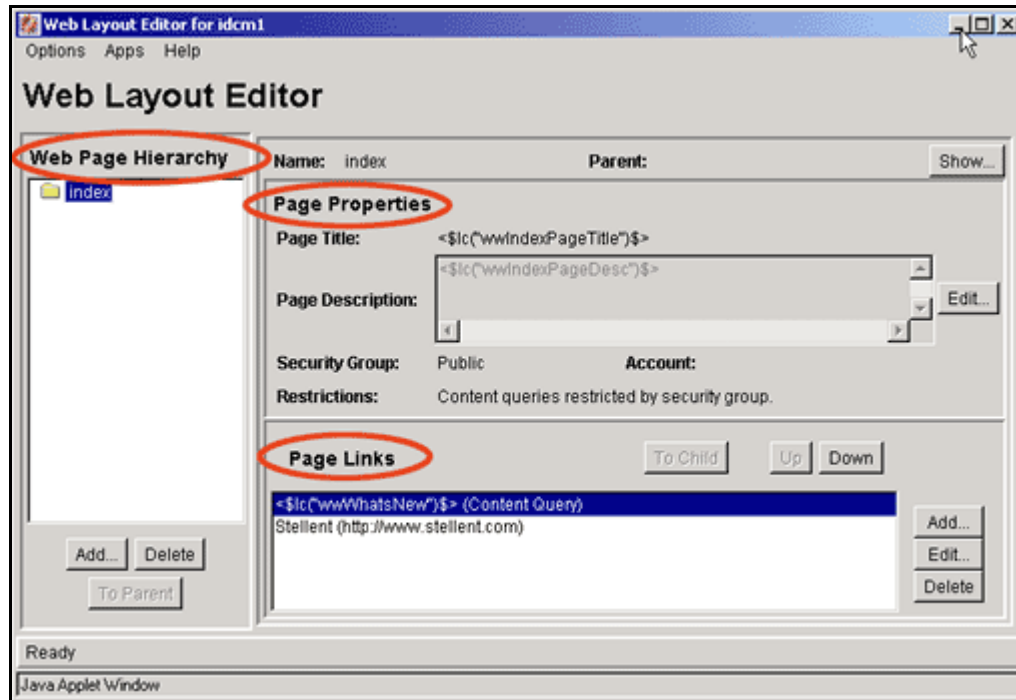 Web Layout Editor for idcm1
Options Apps Help
Web Layout Editor
Web Page Hierarchy
index
Add... Delete
To Parent
Name: index Parent: Show...
Page Properties
Page Title: <$lc("wwIndexPageTitle")$>
Page Description: <$lc("wwIndexPageDesc")$> Edit...
Security Group: Public Account:
Restrictions: Content queries restricted by security group.
Page Links To Child Up Down
<$lc("wwWhatsNew")$> (Content Query)
Stellent (http://www.stellent.com)
Add...
Edit...
Delete
Ready
Java Applet Window